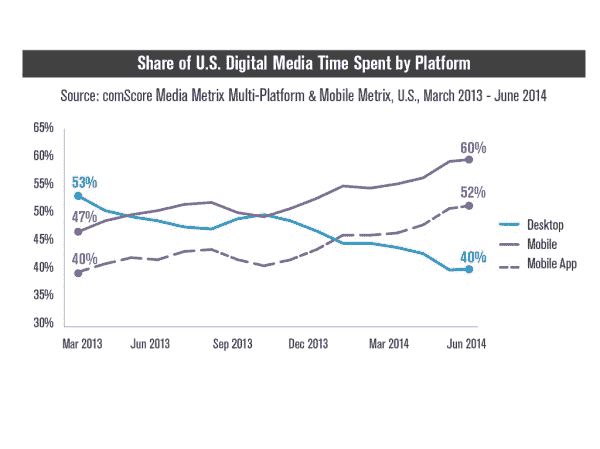 Share of U.S. Digital Media Time Spent by Platform
Source: comScore Media Metrix Multi-Platform & Mobile Metrix, U.S., March 2013 - June 2014
65%
60%
55%
50%
45%
40%
35%
30%
53%
47%
40%
60%
52%
40%
Desktop
Mobile
Mobile App
Mar 2013 Jun 2013 Sep 2013 Dec 2013 Mar 2014 Jun 2014